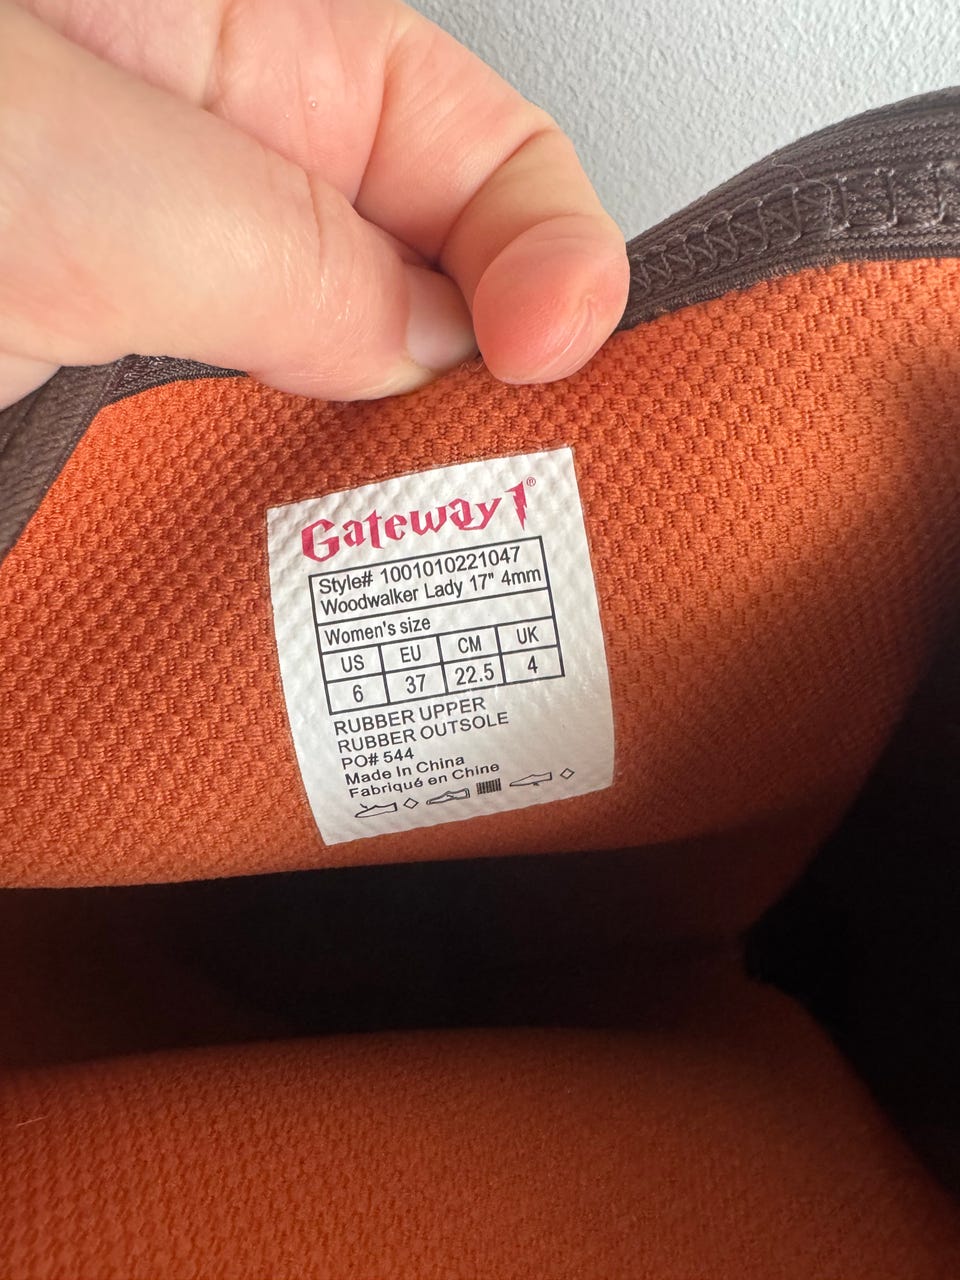 Gateway1®
Style# 1001010221047
Woodwalker Lady 17" 4mm
Women's size
US EU CM UK
6 37 22.5 4
RUBBER UPPER
RUBBER OUTSOLE
PO# 544
Made In China
Fabriqué en Chine